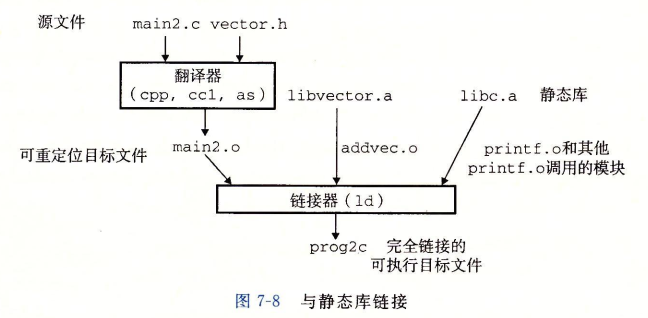 源文件 main2.c vector.h
翻译器
(cpp, cc1, as)
libvector.a libc.a 静态库
可重定位目标文件 main2.o addvec.o printf.o和其他
printf.o调用的模块
链接器(ld)
prog2c 完全链接的
可执行目标文件
图 7-8 与静态库链接